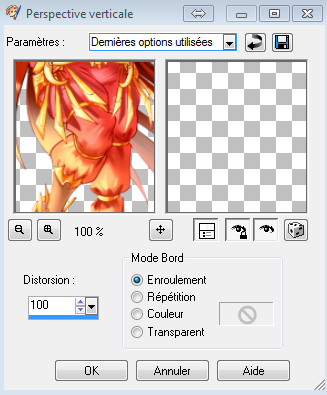 Perspective verticale
Paramètres : Dernières options utilisées
100 %
Mode Bord
Distorsion :
100
Enroulement
Répétition
Couleur
Transparent
OK Annuler Aide